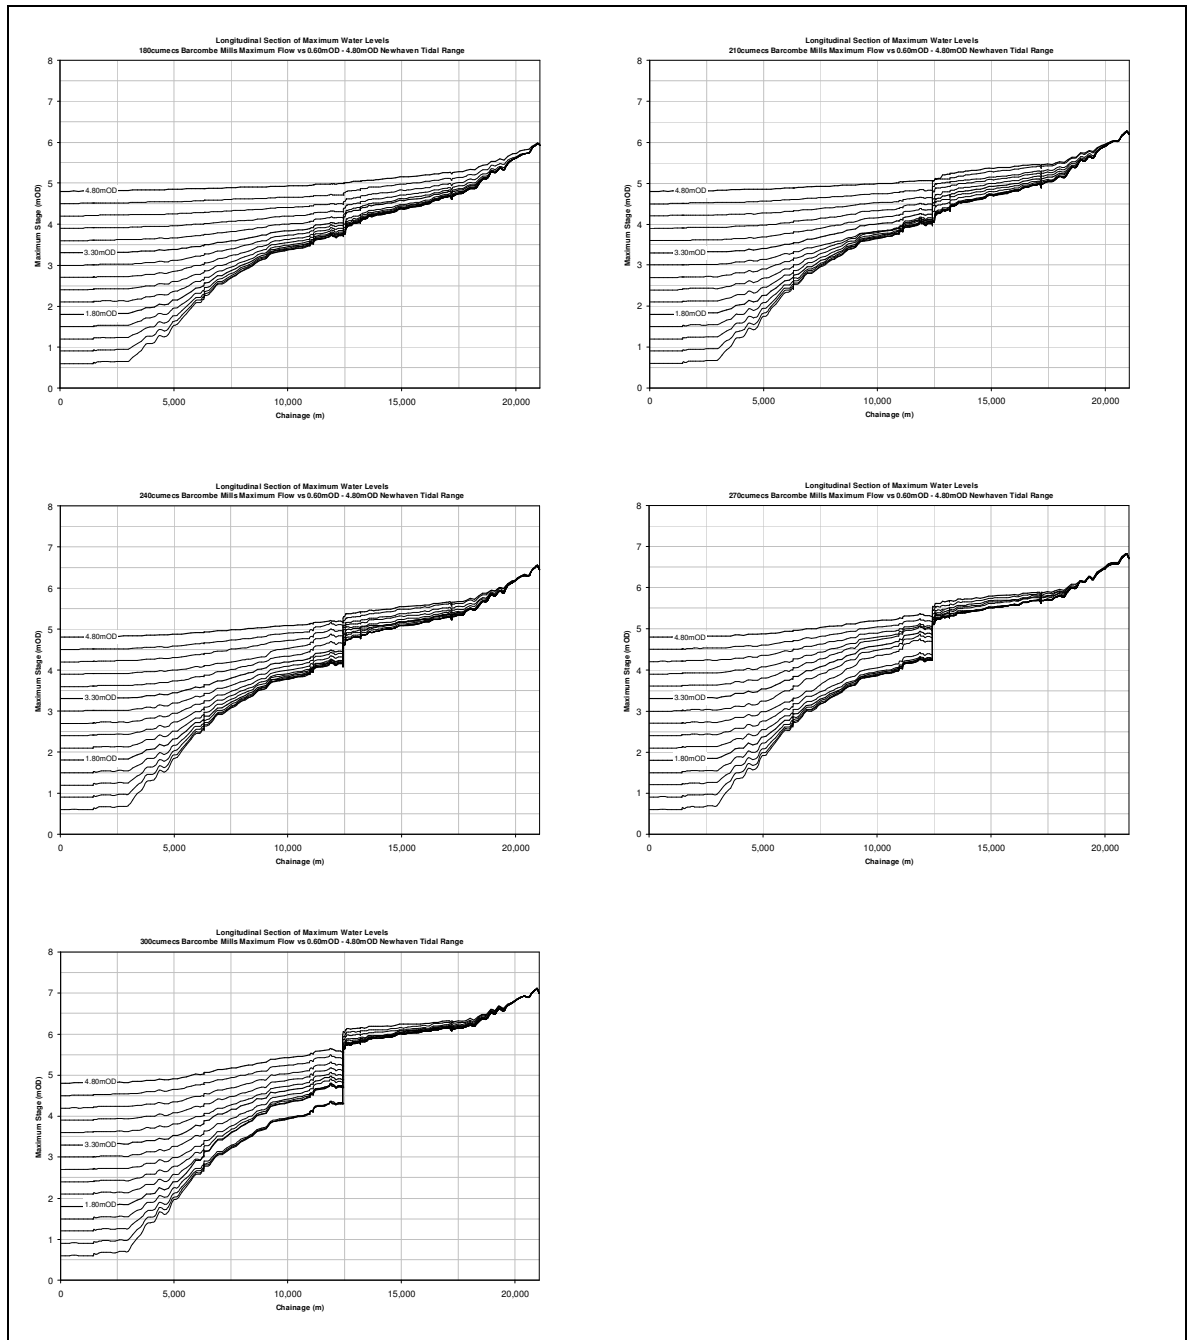 Longitudinal Section of Maximum Water Levels
180cumecs Barcombe Mills Maximum Flow vs 0.60mOD - 4.80mOD Newhaven Tidal Range
8
7
6
5
4
3
2
1
0
Maximum Stage (mOD)
4.80mOD
3.30mOD
1.80mOD
0 5,000 10,000 15,000 20,000
Chainage (m)
Longitudinal Section of Maximum Water Levels
210cumecs Barcombe Mills Maximum Flow vs 0.60mOD - 4.80mOD Newhaven Tidal Range
8
7
6
5
4
3
2
1
0
Maximum Stage (mOD)
4.80mOD
3.30mOD
1.80mOD
0 5,000 10,000 15,000 20,000
Chainage (m)
Longitudinal Section of Maximum Water Levels
240cumecs Barcombe Mills Maximum Flow vs 0.60mOD - 4.80mOD Newhaven Tidal Range
8
7
6
5
4
3
2
1
0
Maximum Stage (mOD)
4.80mOD
3.30mOD
1.80mOD
0 5,000 10,000 15,000 20,000
Chainage (m)
Longitudinal Section of Maximum Water Levels
270cumecs Barcombe Mills Maximum Flow vs 0.60mOD - 4.80mOD Newhaven Tidal Range
8
7
6
5
4
3
2
1
0
Maximum Stage (mOD)
4.80mOD
3.30mOD
1.80mOD
0 5,000 10,000 15,000 20,000
Chainage (m)
Longitudinal Section of Maximum Water Levels
300cumecs Barcombe Mills Maximum Flow vs 0.60mOD - 4.80mOD Newhaven Tidal Range
8
7
6
5
4
3
2
1
0
Maximum Stage (mOD)
4.80mOD
3.30mOD
1.80mOD
0 5,000 10,000 15,000 20,000
Chainage (m)